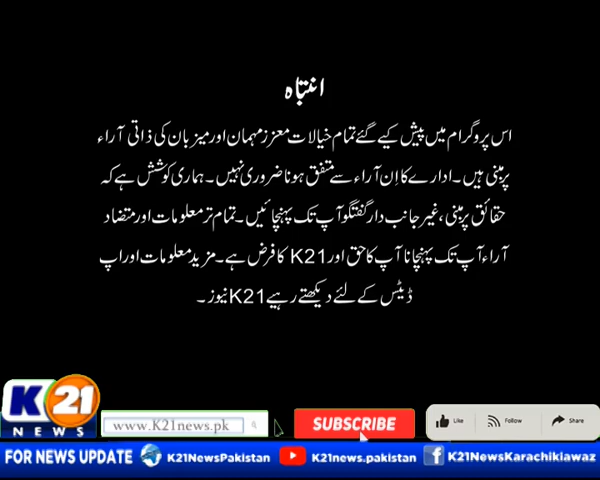 انتباہ
اس پروگرام میں پیش کیے گئے تمام خیالات معزز مہمان اور میزبان کی ذاتی آراء
پر مبنی ہیں۔ ادارے کا اِن آراء سے متفق ہونا ضروری نہیں۔ ہماری کوشش ہے کہ
حقائق پر مبنی، غیر جانب دار گفتگو آپ تک پہنچائیں۔ تمام تر معلومات اور متضاد
آراء آپ تک پہنچانا آپ کا حق اور K21 کا فرض ہے۔ مزید معلومات اور اپ
ڈیٹس کے لئے دیکھتے رہیے K21 نیوز۔
K21
NEWS
www.K21news.pk
SUBSCRIBE
Like
Follow
Share
FOR NEWS UPDATE
K21NewsPakistan
K21news.pakistan
K21NewsKarachikiawaz